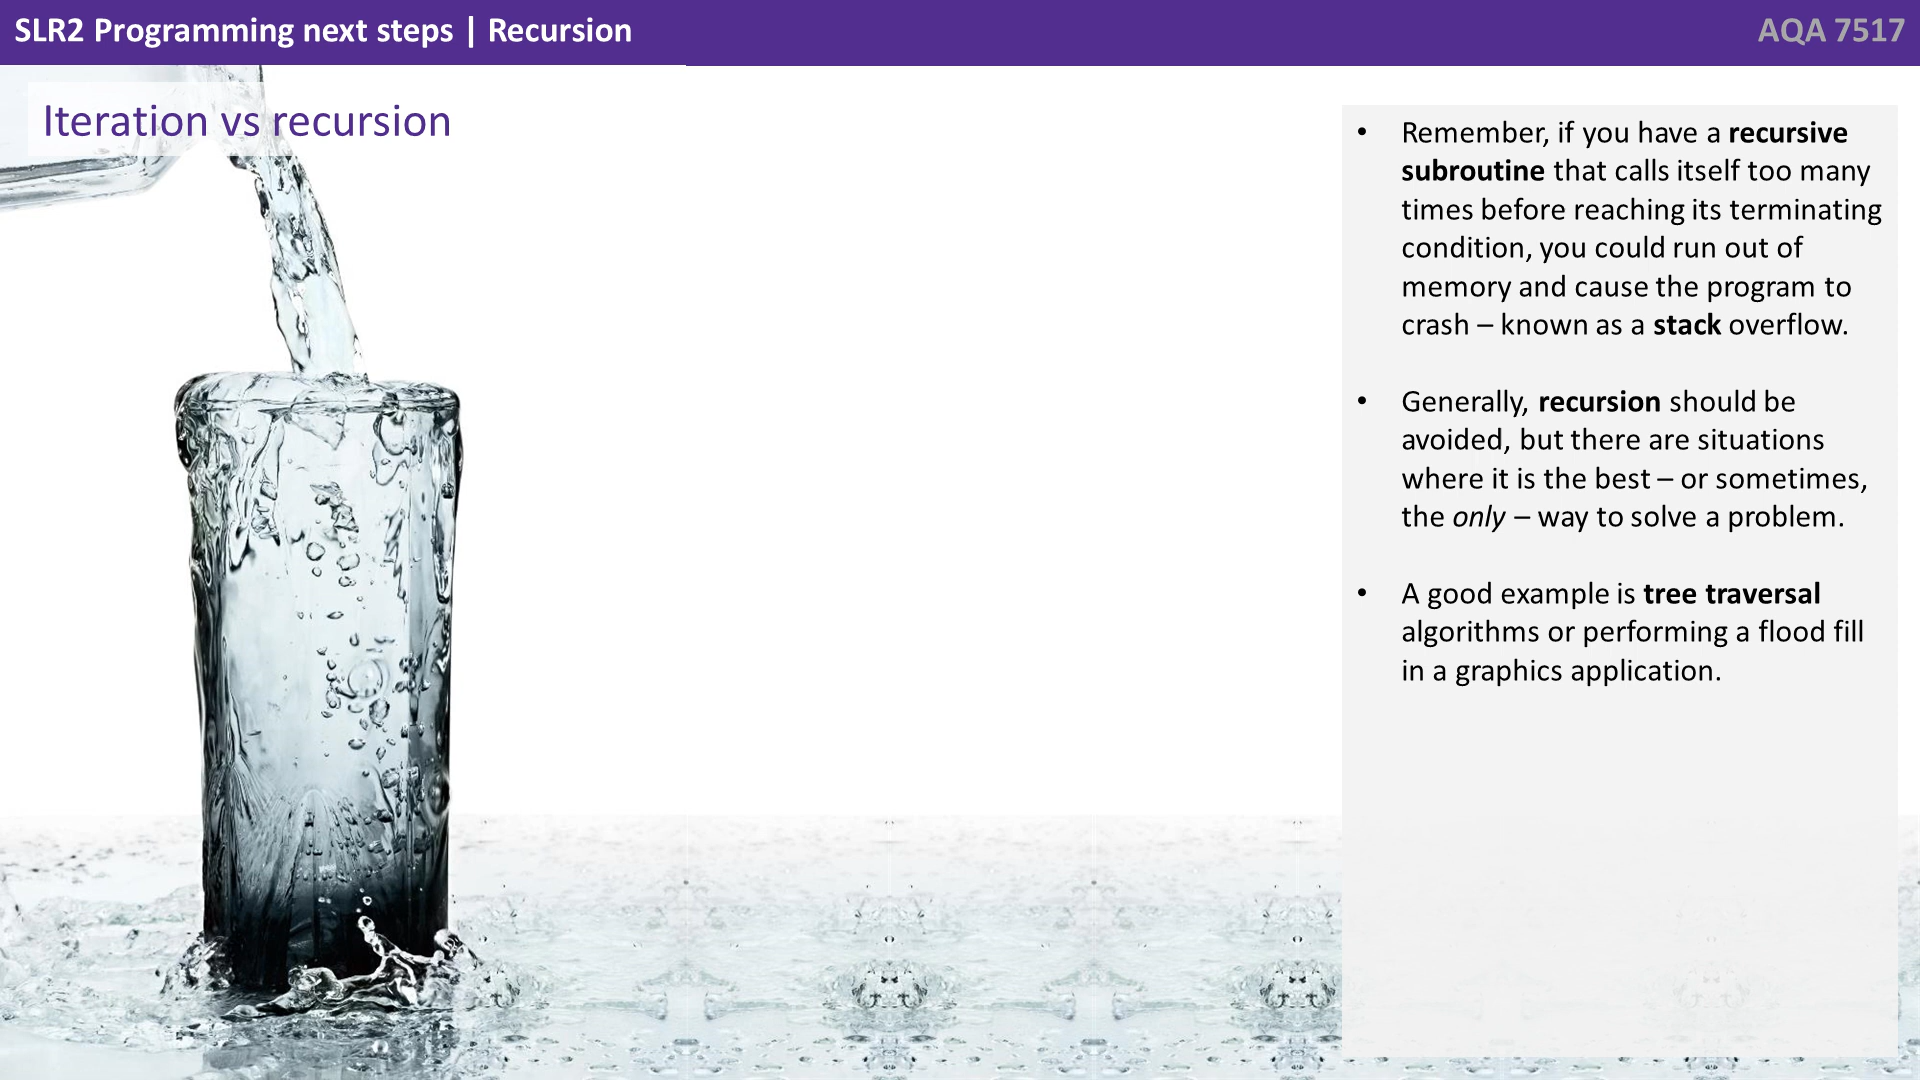 SLR2 Programming next steps | Recursion
AQA 7517
Iteration vs recursion
• Remember, if you have a recursive
subroutine that calls itself too many
times before reaching its terminating
condition, you could run out of
memory and cause the program to
crash – known as a stack overflow.
• Generally, recursion should be
avoided, but there are situations
where it is the best – or sometimes,
the only – way to solve a problem.
• A good example is tree traversal
algorithms or performing a flood fill
in a graphics application.